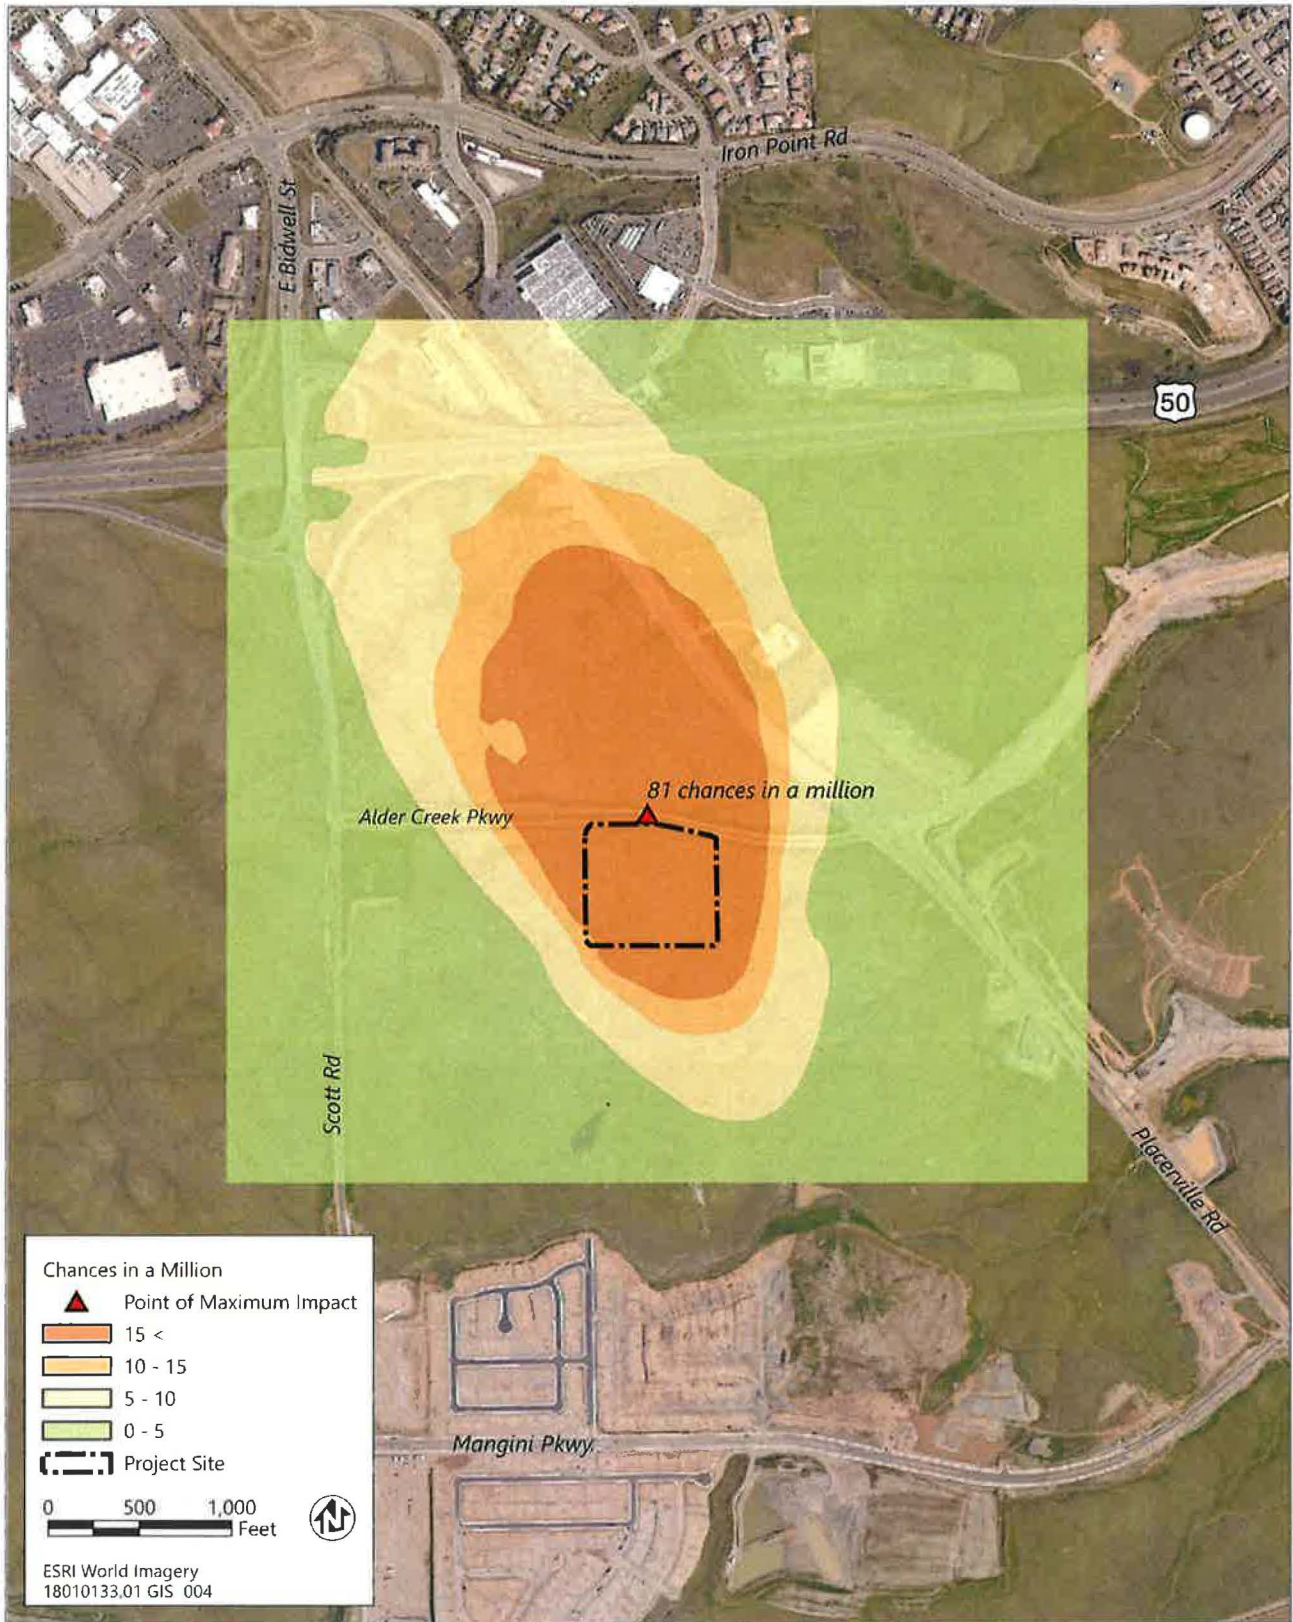 Iron Point Rd
E Bidwell St
50
81 chances in a million
Alder Creek Pkwy
Scott Rd
Placerville Rd
Chances in a Million
Point of Maximum Impact
15 <
10 - 15
5 - 10
0 - 5
Project Site
0 500 1,000
Feet
N
ESRI World Imagery
18010133.01 GIS 004
Mangini Pkwy